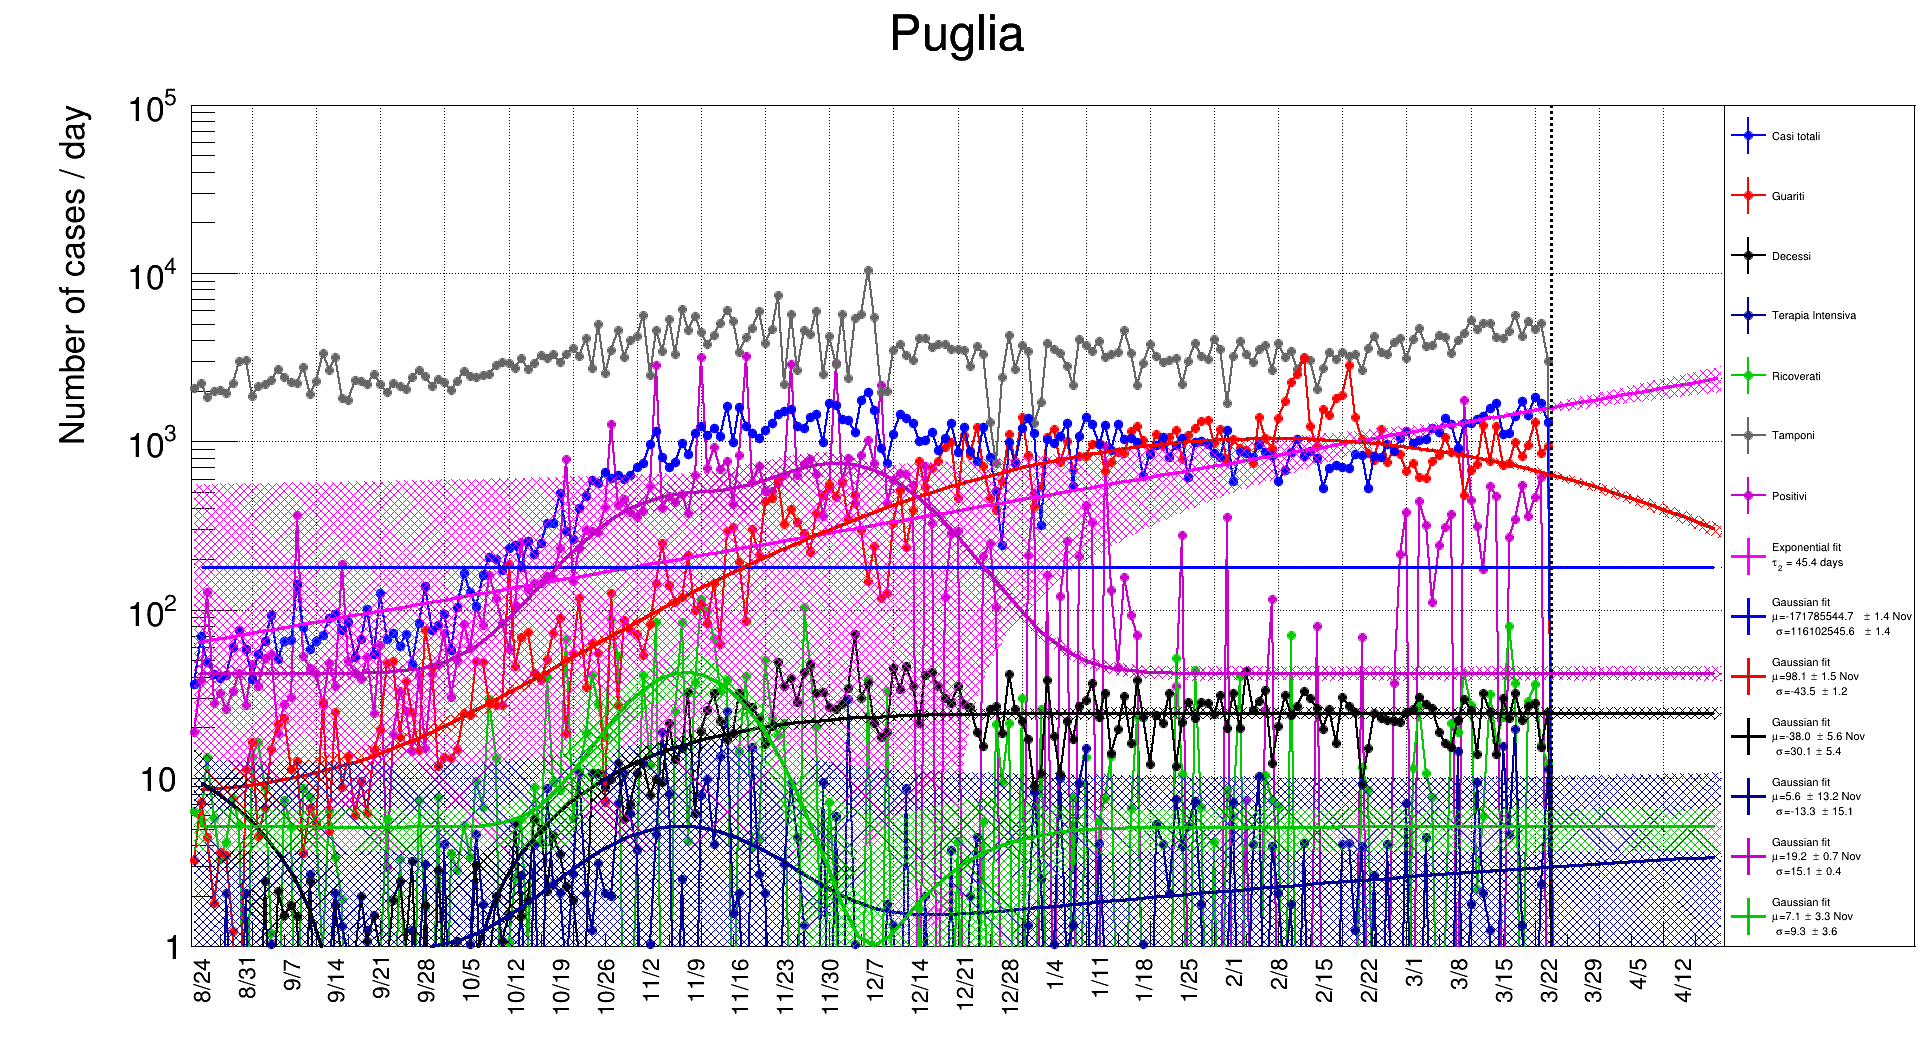 Puglia
Number of cases / day
10^5
10^4
10^3
10^2
10
1
8/24
8/31
9/7
9/14
9/21
9/28
10/5
10/12
10/19
10/26
11/2
11/9
11/16
11/23
11/30
12/7
12/14
12/21
12/28
1/4
1/11
1/18
1/25
2/1
2/8
2/15
2/22
3/1
3/8
3/15
3/22
3/29
4/5
4/12
Casi totali
Guariti
Decessi
Terapia Intensiva
Ricoverati
Tamponi
Positivi
Exponential fit
τ_2 = 45.4 days
Gaussian fit
μ=-171785544.7 ± 1.4 Nov
σ=116102545.6 ± 1.4
Gaussian fit
μ=98.1 ± 1.5 Nov
σ=-43.5 ± 1.2
Gaussian fit
μ=-38.0 ± 5.6 Nov
σ=30.1 ± 5.4
Gaussian fit
μ=5.6 ± 13.2 Nov
σ=-13.3 ± 15.1
Gaussian fit
μ=19.2 ± 0.7 Nov
σ=15.1 ± 0.4
Gaussian fit
μ=7.1 ± 3.3 Nov
σ=9.3 ± 3.6